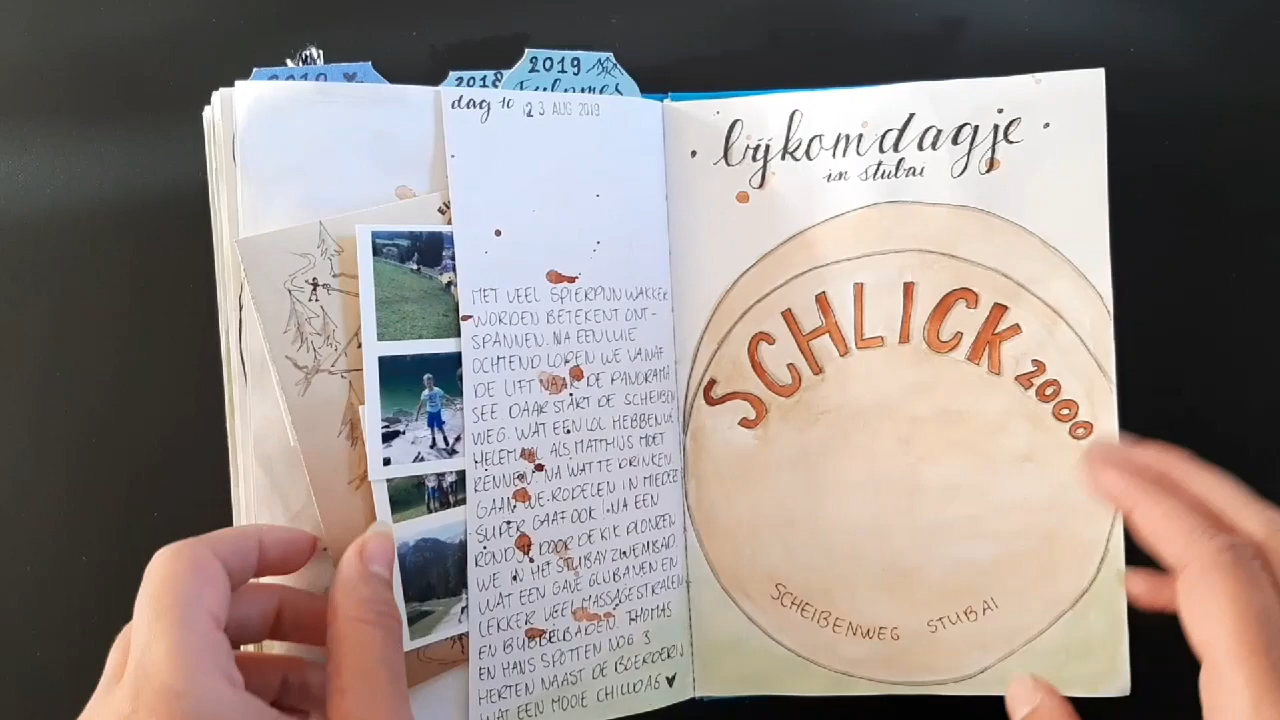 2019
2018
2019
Fulpmes
dag 10
23 AUG 2019
MET VEEL SPIERPIJN WAKKER
WORDEN BETEKENT ONT-
SPANNEN. NA EEN LUIE
OCHTEND LOPEN WE VANAF
DE LIFT NAAR DE PANORAMA
SEE. DAAR START DE SCHEIBEN
WEG. WAT EEN LOL HEBBEN WE
HELEMAAL ALS MATTHIJS MOET
RENNEN. NA WAT TE DRINKEN
GAAN WE RODELEN IN MIEDERS
SUPER GAAF OOK! NA EEN
RONDJE DOOR DE KIK PLONZEN
WE IN HET STUBAY ZWEMBAD.
WAT EEN GAVE GLIJBANEN EN
LEKKER VEEL MASSAGESTRALEN
EN BUBBELBADEN. THOMAS
EN HANS SPOTTEN NOG 3
HERTEN NAAST DE BOERDERIJ
WAT EEN MOOIE CHILLDAG ♥
bijkomdagje
in stubai
SCHLICK 2000
SCHEIBENWEG STUBAI